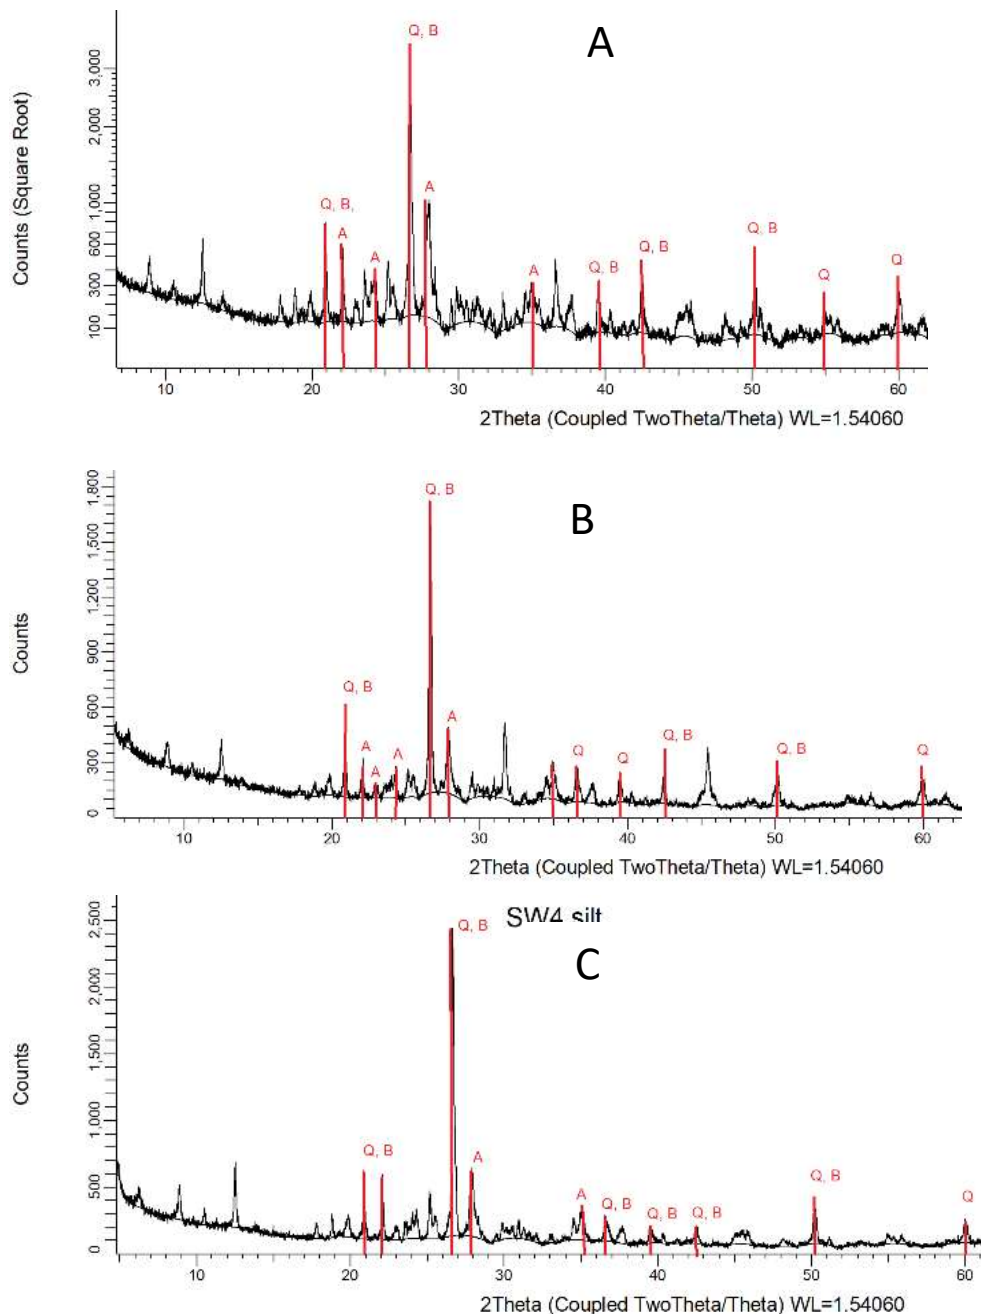 A
Q, B
3,000
2,000
1,000
600
300
100
Counts (Square Root)
Q, B,
A
A
A
A
Q, B
Q, B
Q, B
Q
Q
10
20
30
40
50
60
2Theta (Coupled TwoTheta/Theta) WL=1.54060
B
Q, B
1,800
1,500
1,200
900
600
300
0
Counts
Q, B
A
A
A
A
Q
Q
Q, B
Q, B
Q
10
20
30
40
50
60
2Theta (Coupled TwoTheta/Theta) WL=1.54060
SW4 silt
C
Q, B
2,500
2,000
1,500
1,000
500
0
Counts
Q, B
A
A
Q, B
Q, B
Q, B
Q, B
Q
10
20
30
40
50
60
2Theta (Coupled TwoTheta/Theta) WL=1.54060